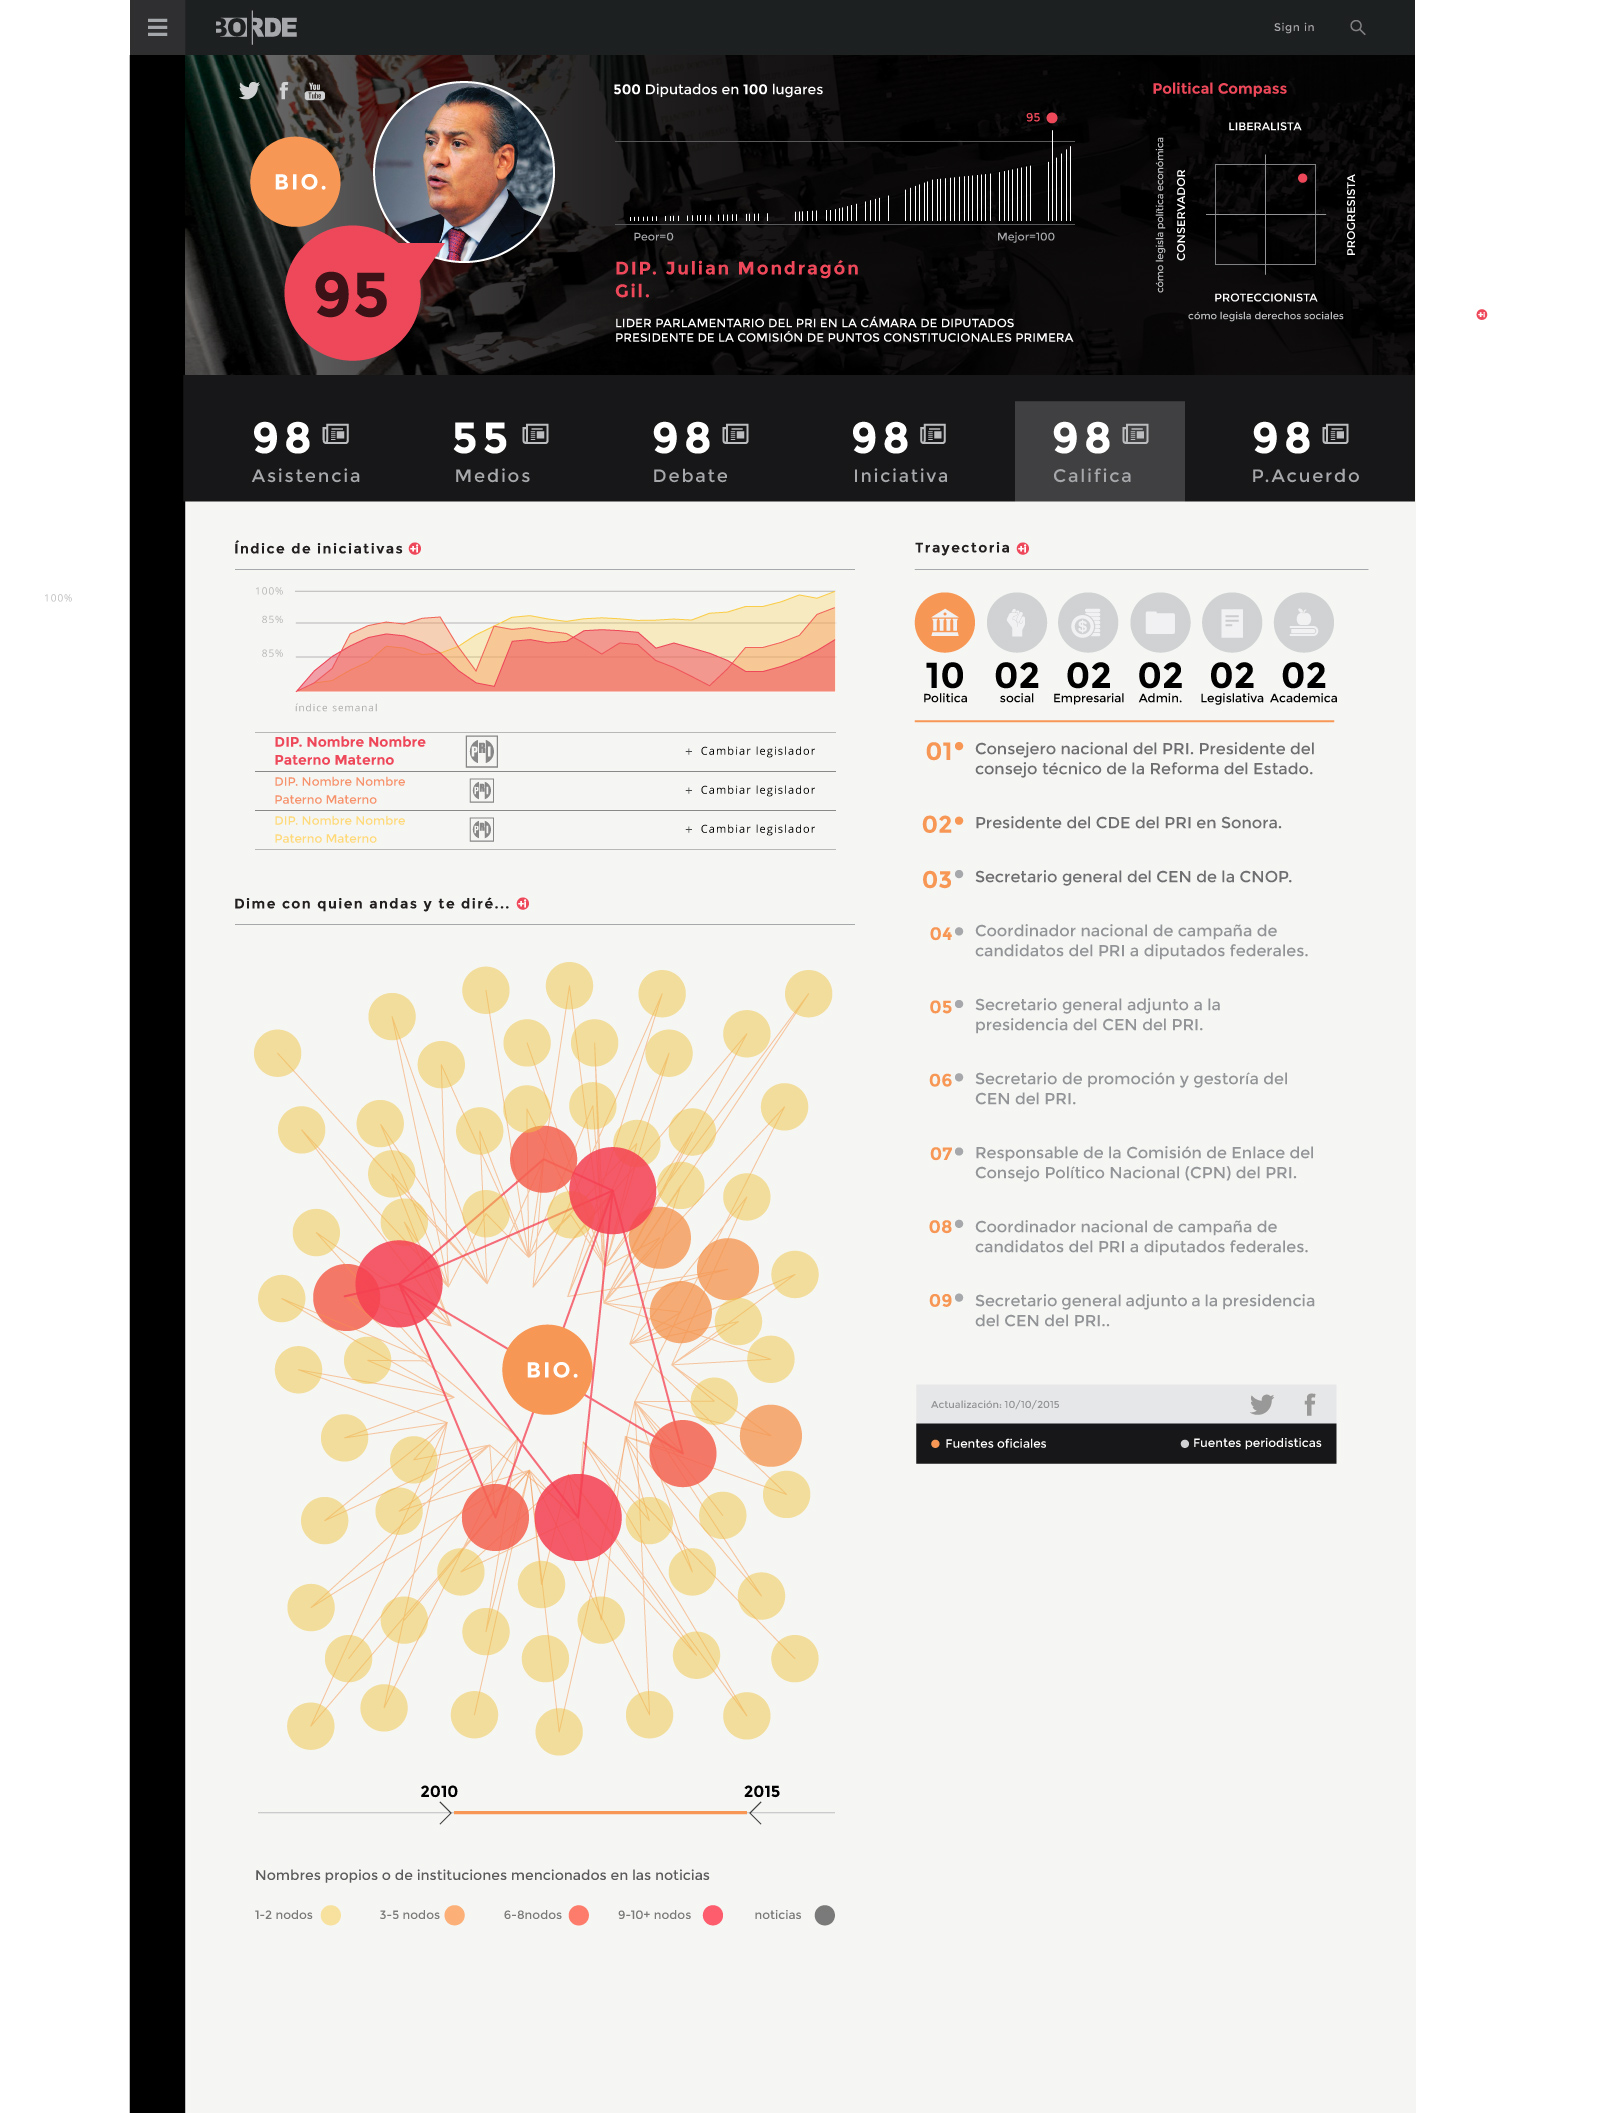 BORDE
Sign in
You
Tube
500 Diputados en 100 lugares
95
Peor=0
Mejor=100
Political Compass
LIBERALISTA
cómo legisla política económica
CONSERVADOR
PROGRESISTA
PROTECCIONISTA
cómo legisla derechos sociales
BIO.
95
DIP. Julian Mondragón
Gil.
LIDER PARLAMENTARIO DEL PRI EN LA CÁMARA DE DIPUTADOS
PRESIDENTE DE LA COMISIÓN DE PUNTOS CONSTITUCIONALES PRIMERA
98
Asistencia
55
Medios
98
Debate
98
Iniciativa
98
Califica
98
P.Acuerdo
Índice de iniciativas
100%
100%
85%
85%
índice semanal
DIP. Nombre Nombre
Paterno Materno
PRI
+ Cambiar legislador
DIP. Nombre Nombre
Paterno Materno
PRI
+ Cambiar legislador
DIP. Nombre Nombre
Paterno Materno
PRI
+ Cambiar legislador
Dime con quien andas y te diré...
BIO.
2010
2015
Nombres propios o de instituciones mencionados en las noticias
1-2 nodos
3-5 nodos
6-8nodos
9-10+ nodos
noticias
Trayectoria
10
Politica
02
social
02
Empresarial
02
Admin.
02
Legislativa
02
Academica
01 Consejero nacional del PRI. Presidente del
consejo técnico de la Reforma del Estado.
02 Presidente del CDE del PRI en Sonora.
03 Secretario general del CEN de la CNOP.
04 Coordinador nacional de campaña de
candidatos del PRI a diputados federales.
05 Secretario general adjunto a la
presidencia del CEN del PRI.
06 Secretario de promoción y gestoría del
CEN del PRI.
07 Responsable de la Comisión de Enlace del
Consejo Político Nacional (CPN) del PRI.
08 Coordinador nacional de campaña de
candidatos del PRI a diputados federales.
09 Secretario general adjunto a la presidencia
del CEN del PRI..
Actualización: 10/10/2015
Fuentes oficiales
Fuentes periodisticas